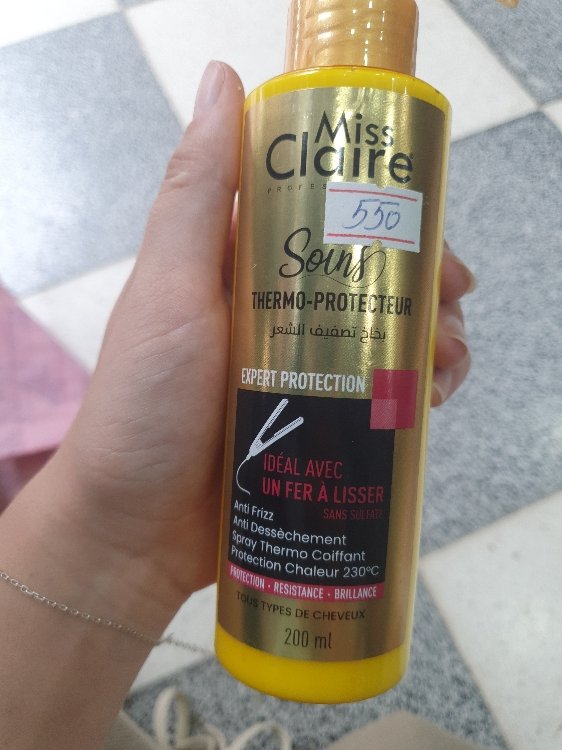 Miss
Claire
550
Soins
THERMO-PROTECTEUR
بخاخ تصفيف الشعر
EXPERT PROTECTION
IDÉAL AVEC
UN FER À LISSER
SANS SULFATE
Anti Frizz
Anti Dessèchement
Spray Thermo Coiffant
Protection Chaleur 230°C
PROTECTION · RESISTANCE · BRILLANCE
TOUS TYPES DE CHEVEUX
200 ml